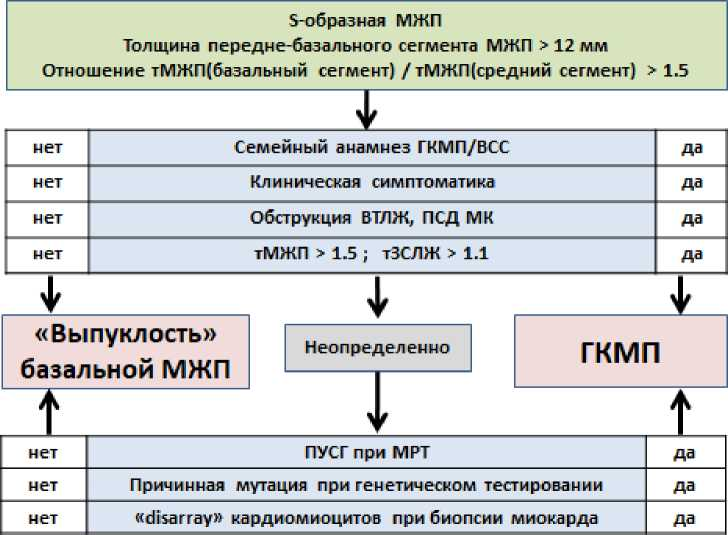 S-образная МЖП
Толщина передне-базального сегмента МЖП > 12 мм
Отношение тМЖП(базальный сегмент) / тМЖП(средний сегмент) > 1.5
нет Семейный анамнез ГКМП/ВСС да
нет Клиническая симптоматика да
нет Обструкция ВТЛЖ, ПСД МК да
нет тМЖП > 1.5 ; тЗСЛЖ > 1.1 да
«Выпуклость»
базальной МЖП
Неопределенно
ГКМП
нет ПУСГ при МРТ да
нет Причинная мутация при генетическом тестировании да
нет «disarray» кардиомиоцитов при биопсии миокарда да